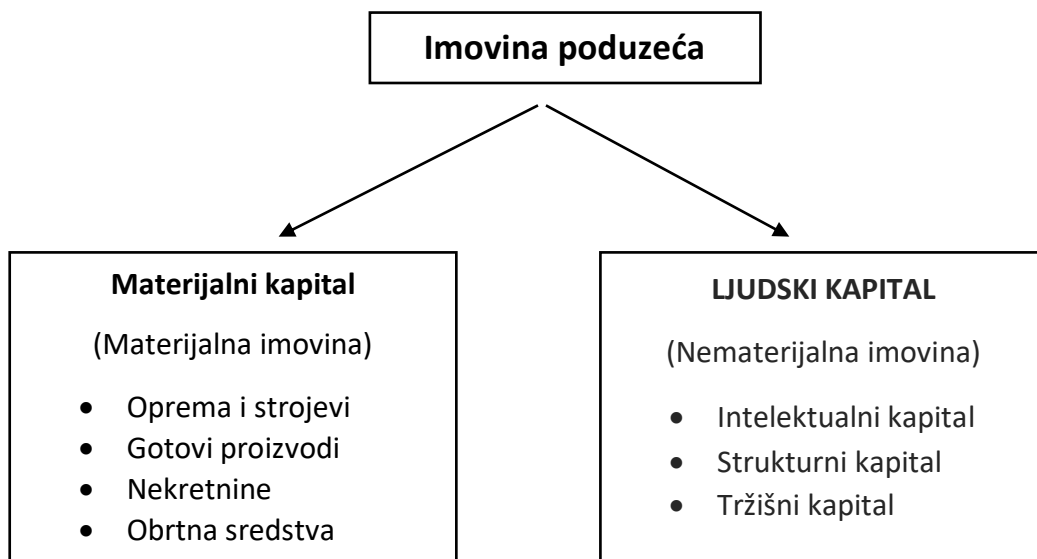 Imovina poduzeća
Materijalni kapital
(Materijalna imovina)
• Oprema i strojevi
• Gotovi proizvodi
• Nekretnine
• Obrtna sredstva
LJUDSKI KAPITAL
(Nematerijalna imovina)
• Intelektualni kapital
• Strukturni kapital
• Tržišni kapital